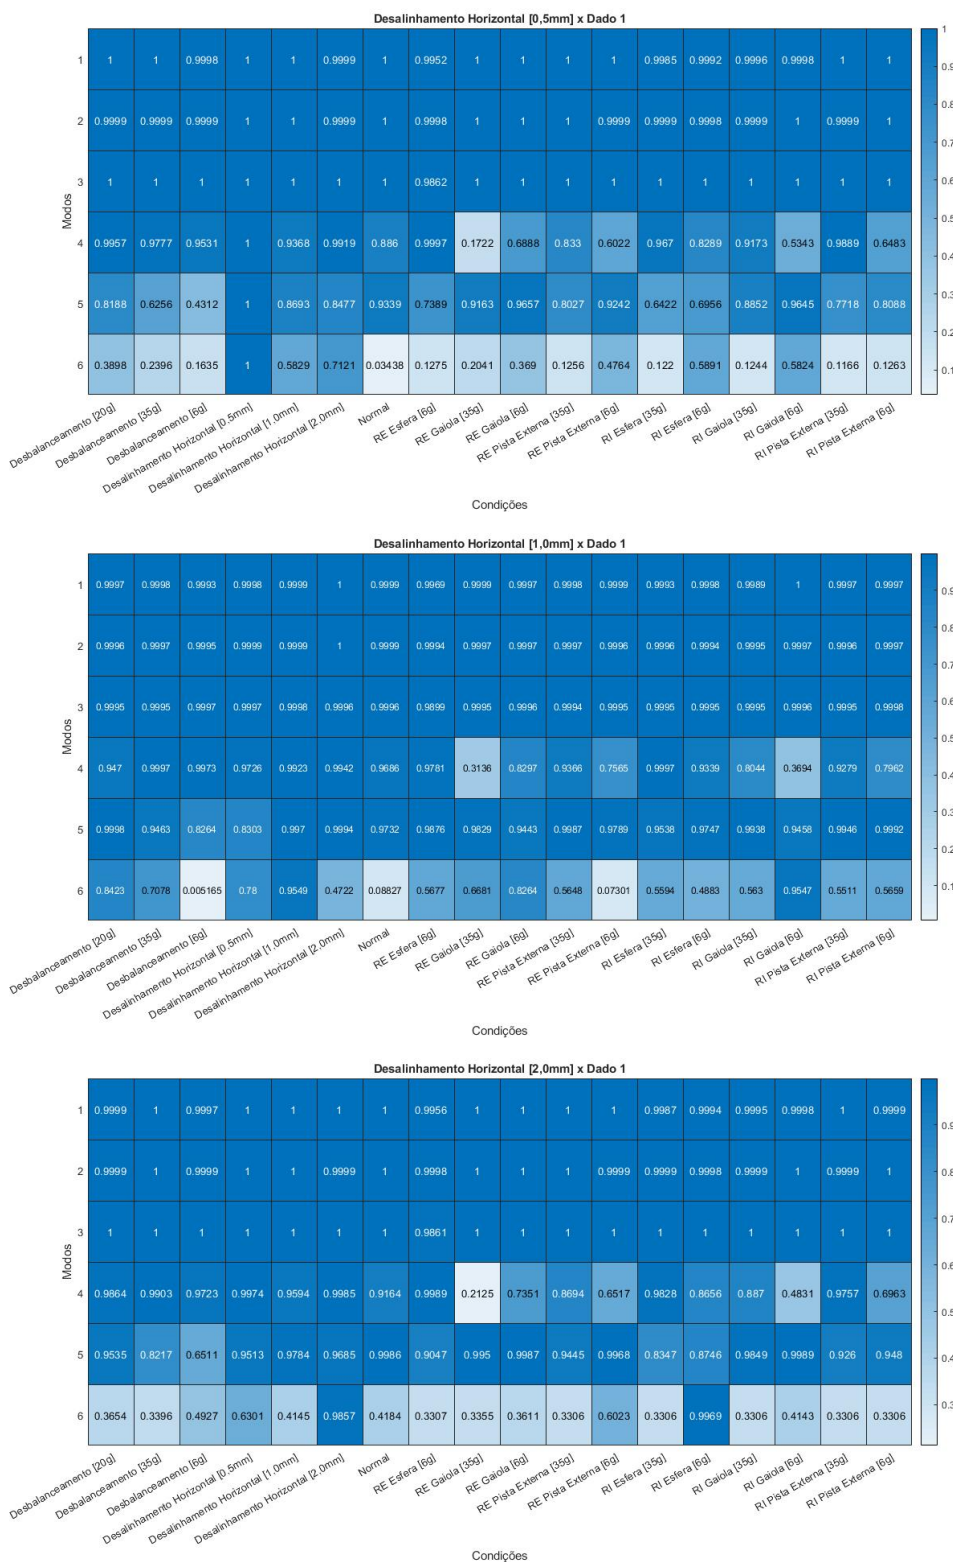 Desalinhamento Horizontal [0,5mm] x Dado 1
1 1 1 0.9998 1 1 0.9999 1 0.9952 1 1 1 1 0.9985 0.9992 0.9996 0.9998 1 1
2 0.9999 0.9999 0.9999 1 1 0.9999 1 0.9998 1 1 1 0.9999 0.9999 0.9998 0.9999 1 0.9999 1
3 1 1 1 1 1 1 1 0.9862 1 1 1 1 1 1 1 1 1 1
4 0.9957 0.9777 0.9531 1 0.9368 0.9919 0.886 0.9997 0.1722 0.6888 0.833 0.6022 0.967 0.8289 0.9173 0.5343 0.9889 0.6483
5 0.8188 0.6256 0.4312 1 0.8693 0.8477 0.9339 0.7389 0.9163 0.9657 0.8027 0.9242 0.6422 0.6956 0.8852 0.9645 0.7718 0.8088
6 0.3898 0.2396 0.1635 1 0.5829 0.7121 0.03438 0.1275 0.2041 0.369 0.1256 0.4764 0.122 0.5891 0.1244 0.5824 0.1166 0.1263
Modos
Desbalanceamento [20g] Desbalanceamento [35g] Desbalanceamento [6g] Desalinhamento Horizontal [0.5mm] Desalinhamento Horizontal [1.0mm] Desalinhamento Horizontal [2.0mm] Normal RE Esfera [6g] RE Gaiola [35g] RE Gaiola [6g] RE Pista Externa [35g] RE Pista Externa [6g] RI Esfera [35g] RI Esfera [6g] RI Gaiola [35g] RI Gaiola [6g] RI Pista Externa [35g] RI Pista Externa [6g]
Condições
1
Desalinhamento Horizontal [1,0mm] x Dado 1
1 0.9997 0.9998 0.9993 0.9998 0.9999 1 0.9999 0.9969 0.9999 0.9997 0.9998 0.9999 0.9993 0.9998 0.9989 1 0.9997 0.9997
2 0.9996 0.9997 0.9995 0.9999 0.9999 1 0.9999 0.9994 0.9997 0.9997 0.9997 0.9996 0.9996 0.9994 0.9995 0.9997 0.9996 0.9997
3 0.9995 0.9995 0.9997 0.9997 0.9998 0.9996 0.9996 0.9899 0.9995 0.9996 0.9994 0.9995 0.9995 0.9995 0.9995 0.9996 0.9995 0.9998
4 0.947 0.9997 0.9973 0.9726 0.9923 0.9942 0.9686 0.9781 0.3136 0.8297 0.9366 0.7565 0.9997 0.9339 0.8044 0.3694 0.9279 0.7962
5 0.9998 0.9463 0.8264 0.8303 0.997 0.9994 0.9732 0.9876 0.9829 0.9443 0.9987 0.9789 0.9538 0.9747 0.9938 0.9458 0.9946 0.9992
6 0.8423 0.7078 0.005165 0.78 0.9549 0.4722 0.08827 0.5677 0.6681 0.8264 0.5648 0.07301 0.5594 0.4883 0.563 0.9547 0.5511 0.5659
Modos
Desbalanceamento [20g] Desbalanceamento [35g] Desbalanceamento [6g] Desalinhamento Horizontal [0.5mm] Desalinhamento Horizontal [1.0mm] Desalinhamento Horizontal [2.0mm] Normal RE Esfera [6g] RE Gaiola [35g] RE Gaiola [6g] RE Pista Externa [35g] RE Pista Externa [6g] RI Esfera [35g] RI Esfera [6g] RI Gaiola [35g] RI Gaiola [6g] RI Pista Externa [35g] RI Pista Externa [6g]
Condições
Desalinhamento Horizontal [2,0mm] x Dado 1
1 0.9999 1 0.9997 1 1 1 1 0.9956 1 1 1 1 0.9987 0.9994 0.9995 0.9998 1 0.9999
2 0.9999 1 0.9999 1 1 0.9999 1 0.9998 1 1 1 0.9999 0.9999 0.9998 0.9999 1 0.9999 1
3 1 1 1 1 1 1 1 0.9861 1 1 1 1 1 1 1 1 1 1
4 0.9864 0.9903 0.9723 0.9974 0.9594 0.9985 0.9164 0.9989 0.2125 0.7351 0.8694 0.6517 0.9828 0.8656 0.887 0.4831 0.9757 0.6963
5 0.9535 0.8217 0.6511 0.9513 0.9784 0.9685 0.9986 0.9047 0.995 0.9987 0.9445 0.9968 0.8347 0.8746 0.9849 0.9989 0.926 0.948
6 0.3654 0.3396 0.4927 0.6301 0.4145 0.9857 0.4184 0.3307 0.3355 0.3611 0.3306 0.6023 0.3306 0.9969 0.3306 0.4143 0.3306 0.3306
Modos
Desbalanceamento [20g] Desbalanceamento [35g] Desbalanceamento [6g] Desalinhamento Horizontal [0.5mm] Desalinhamento Horizontal [1.0mm] Desalinhamento Horizontal [2.0mm] Normal RE Esfera [6g] RE Gaiola [35g] RE Gaiola [6g] RE Pista Externa [35g] RE Pista Externa [6g] RI Esfera [35g] RI Esfera [6g] RI Gaiola [35g] RI Gaiola [6g] RI Pista Externa [35g] RI Pista Externa [6g]
Condições